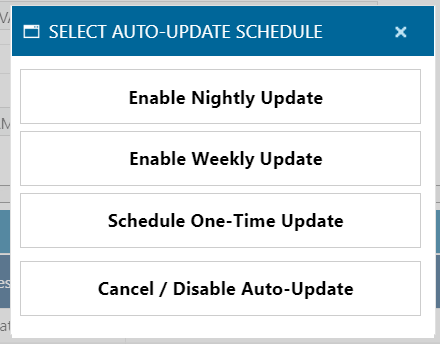 SELECT AUTO-UPDATE SCHEDULE
Enable Nightly Update
Enable Weekly Update
Schedule One-Time Update
Cancel / Disable Auto-Update